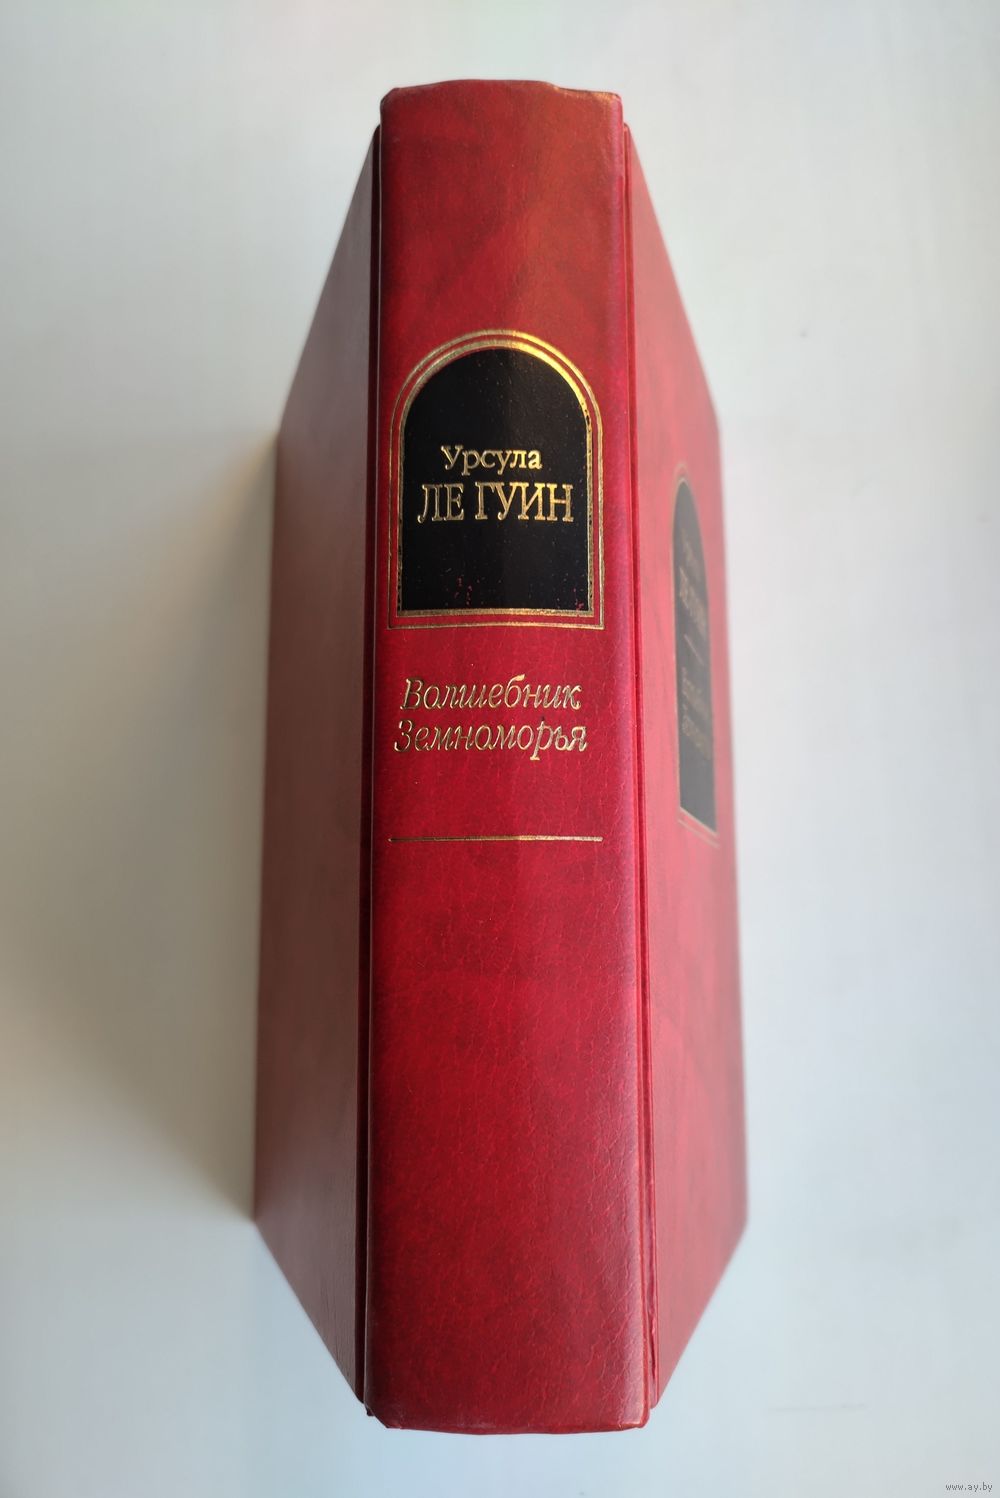 Урсула
ЛЕ ГУИН
Волшебник
Земноморья
www.ay.by